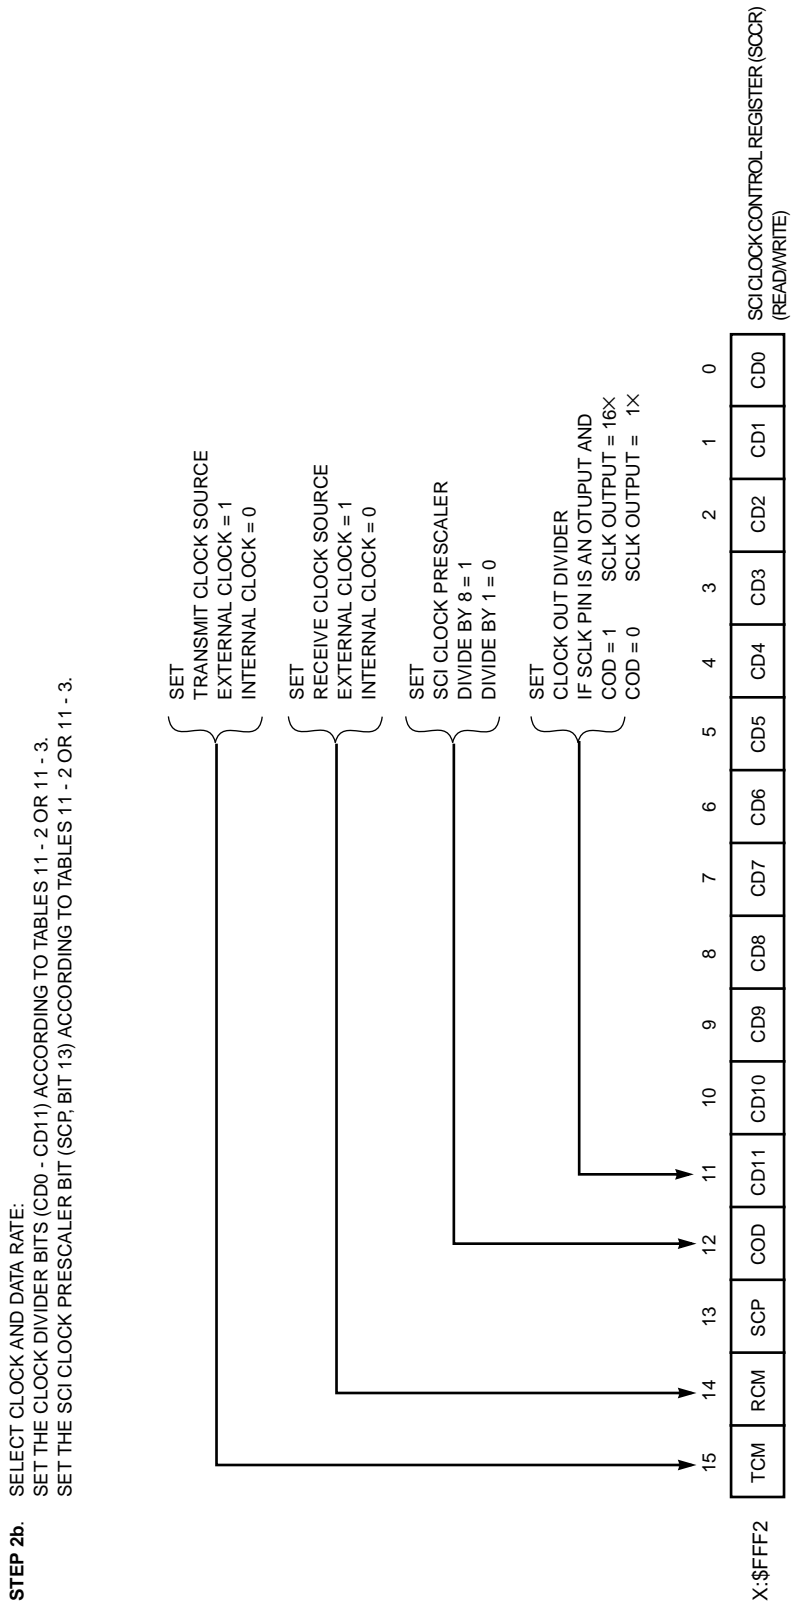 STEP 2b. SELECT CLOCK AND DATA RATE:
SET THE CLOCK DIVIDER BITS (CD0 - CD11) ACCORDING TO TABLES 11 - 2 OR 11 - 3.
SET THE SCI CLOCK PRESCALER BIT (SCP, BIT 13) ACCORDING TO TABLES 11 - 2 OR 11 - 3.
SET
TRANSMIT CLOCK SOURCE
EXTERNAL CLOCK = 1
INTERNAL CLOCK = 0
SET
RECEIVE CLOCK SOURCE
EXTERNAL CLOCK = 1
INTERNAL CLOCK = 0
SET
SCI CLOCK PRESCALER
DIVIDE BY 8 = 1
DIVIDE BY 1 = 0
SET
CLOCK OUT DIVIDER
IF SCLK PIN IS AN OTUPUT AND
COD = 1 SCLK OUTPUT = 16X
COD = 0 SCLK OUTPUT = 1X
15 14 13 12 11 10 9 8 7 6 5 4 3 2 1 0
X:$FFF2 TCM RCM SCP COD CD11 CD10 CD9 CD8 CD7 CD6 CD5 CD4 CD3 CD2 CD1 CD0 SCI CLOCK CONTROL REGISTER (SCCR)
(READ/WRITE)